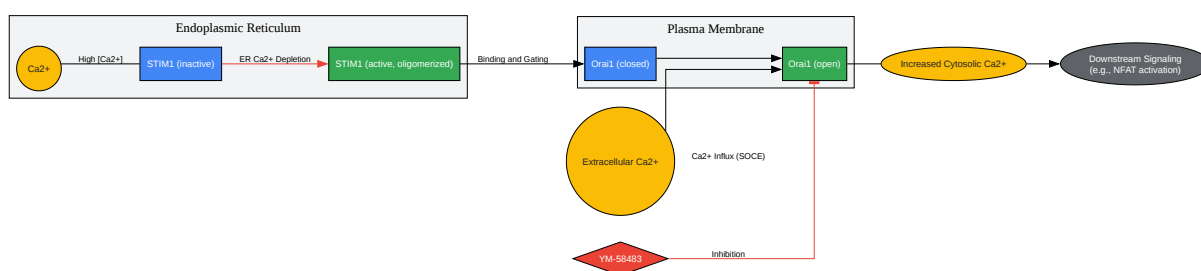 Endoplasmic Reticulum
Plasma Membrane
Ca2+
High [Ca2+]
STIM1 (inactive)
ER Ca2+ Depletion
STIM1 (active, oligomerized)
Binding and Gating
Orai1 (closed)
Orai1 (open)
Increased Cytosolic Ca2+
Downstream Signaling
(e.g., NFAT activation)
Extracellular Ca2+
Ca2+ Influx (SOCE)
YM-58483
Inhibition